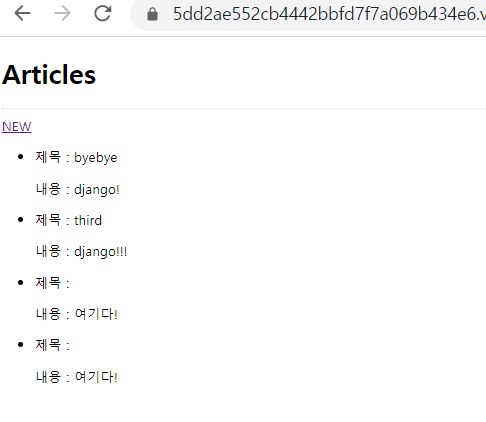 5dd2ae552cb4442bbfd7f7a069b434e6.v
Articles
NEW
제목 : byebye
내용 : django!
제목 : third
내용 : django!!!
제목 :
내용 : 여기다!
제목 :
내용 : 여기다!